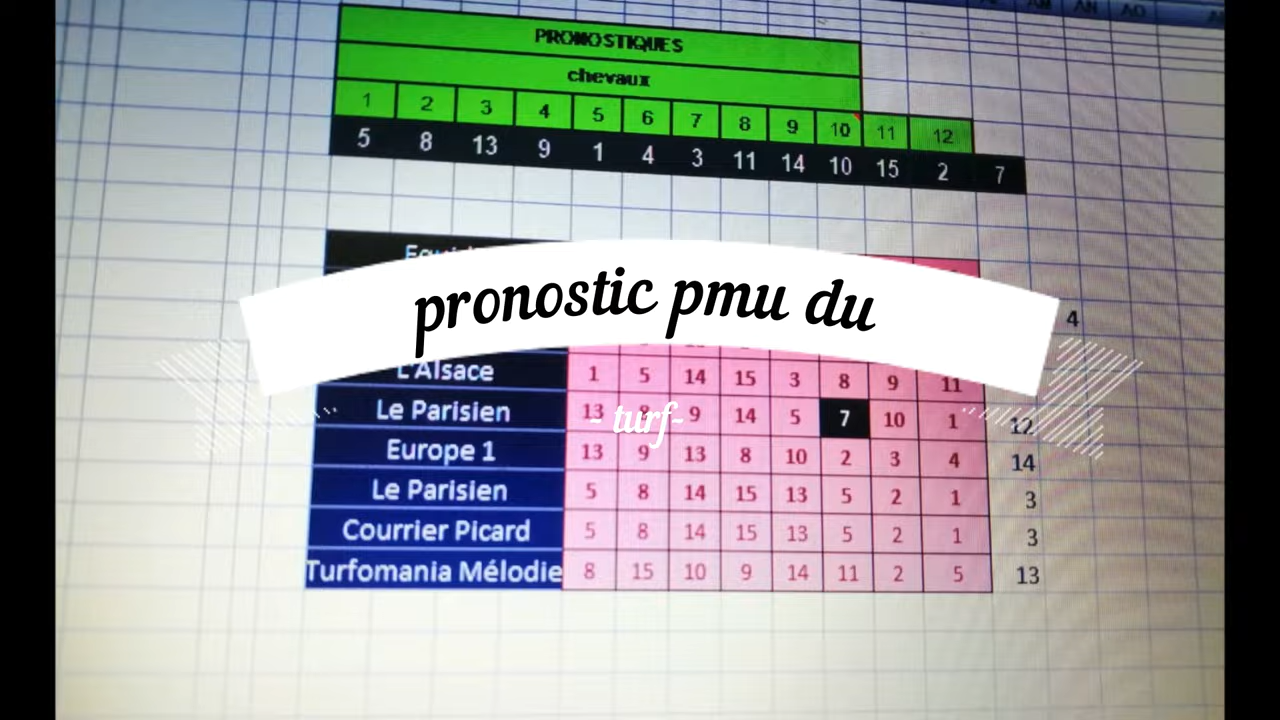 PRONOSTIQUES
chevaux
1 2 3 4 5 6 7 8 9 10 11 12
5 8 13 9 1 4 3 11 14 10 15 2 7
pronostic pmu du
4
L'Alsace 1 5 14 15 3 8 9 11
- turf-
Le Parisien 13 8 9 14 5 7 10 1 12
Europe 1 13 9 13 8 10 2 3 4 14
Le Parisien 5 8 14 15 13 5 2 1 3
Courrier Picard 5 8 14 15 13 5 2 1 3
Turfomania Mélodie 8 15 10 9 14 11 2 5 13